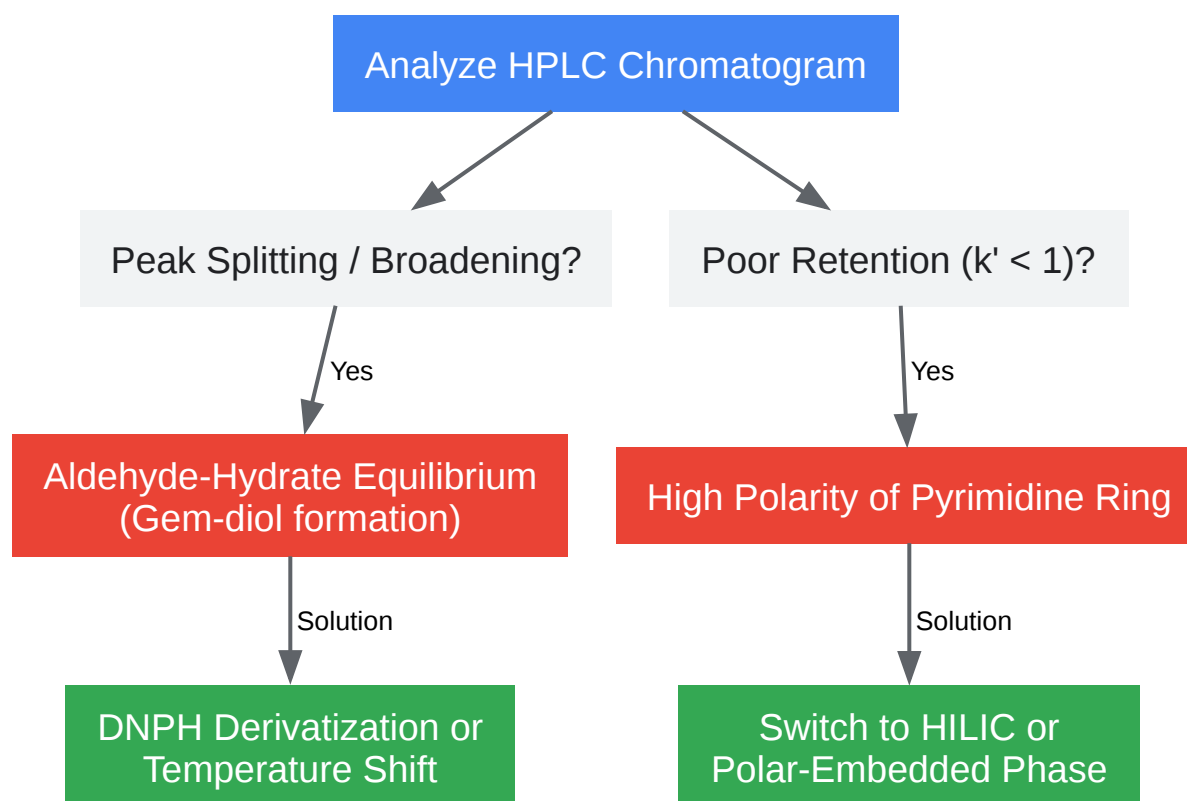 Analyze HPLC Chromatogram
Peak Splitting / Broadening?
Poor Retention (k' < 1)?
Yes
Yes
Aldehyde-Hydrate Equilibrium
(Gem-diol formation)
High Polarity of Pyrimidine Ring
Solution
Solution
DNPH Derivatization or
Temperature Shift
Switch to HILIC or
Polar-Embedded Phase